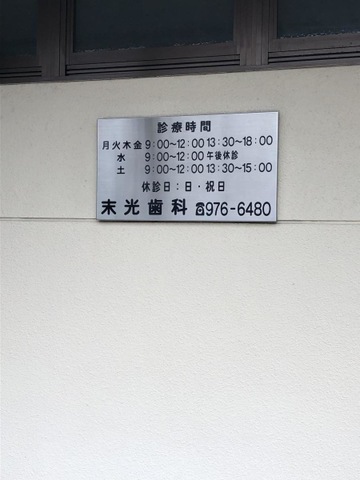 診療時間
月火木金 9:00～12:00 13:30～18:00
水 9:00～12:00 午後休診
土 9:00～12:00 13:30～15:00
休診日：日・祝日
末光歯科 ☎976-6480